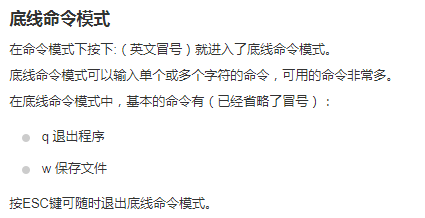 底线命令模式
在命令模式下按下:（英文冒号）就进入了底线命令模式。
底线命令模式可以输入单个或多个字符的命令，可用的命令非常多。
在底线命令模式中，基本的命令有（已经省略了冒号）：
q 退出程序
w 保存文件
按ESC键可随时退出底线命令模式。